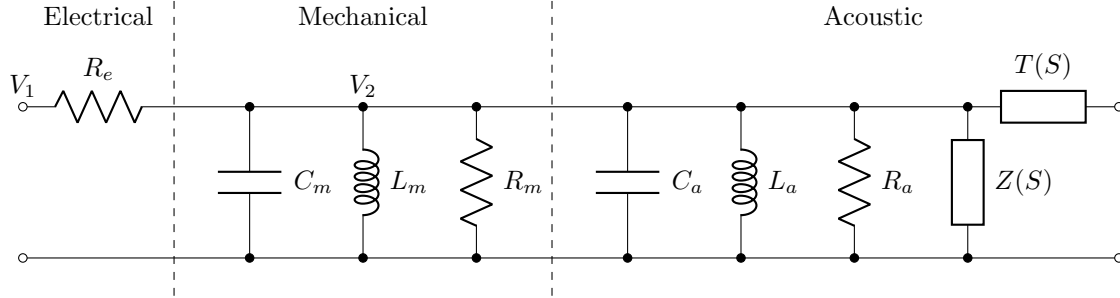 Electrical Mechanical Acoustic
V₁ Rₑ V₂ T(S)
Cₘ Lₘ Rₘ Cₐ Lₐ Rₐ Z(S)